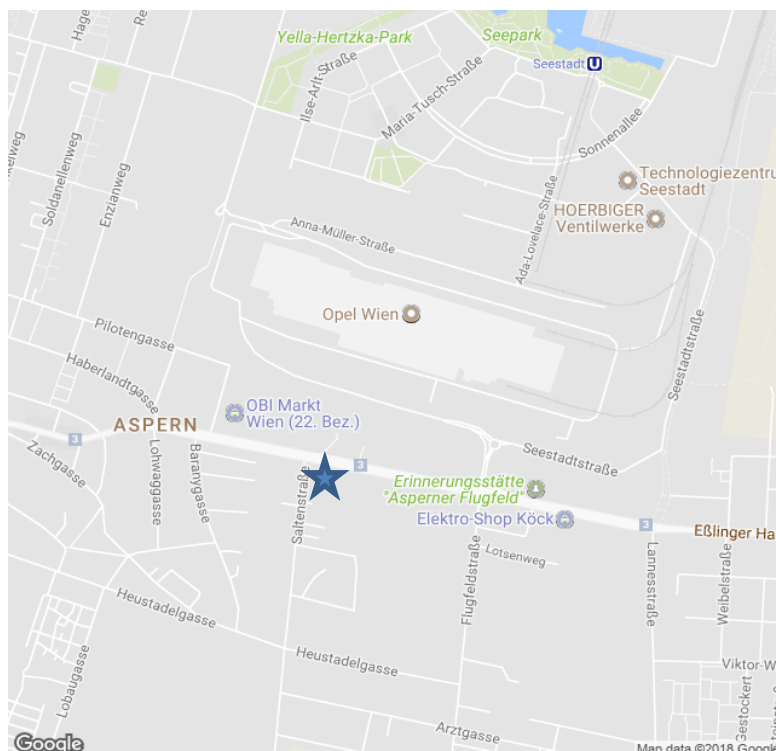 Yella-Hertzka-Park
Seepark
Seestadt U
Ilse-Arlt-Straße
Maria-Tusch-Straße
Sonnenallee
Soldanellenweg
Enzianweg
Technologiezentru
Seestadt
HOERBIGER
Ventilwerke
Anna-Müller-Straße
Ada-Lovelace-Straße
Opel Wien
Pilotengasse
Seestadtstraße
Haberlandtgasse
OBI Markt
Wien (22. Bez.)
ASPERN
3
Zachgasse
Lohwaggasse
Baranygasse
3
Seestadtstraße
Saltenstraße
Erinnerungsstätte
"Asperner Flugfeld"
Elektro-Shop Köck
3
Eßlinger Ha
Lotsenweg
Flugfeldstraße
Lannesstraße
Weibelstraße
Heustadelgasse
Heustadelgasse
Viktor-W
Lobaugasse
Gestockert
Arztgasse
Google
Map data ©2018 Google